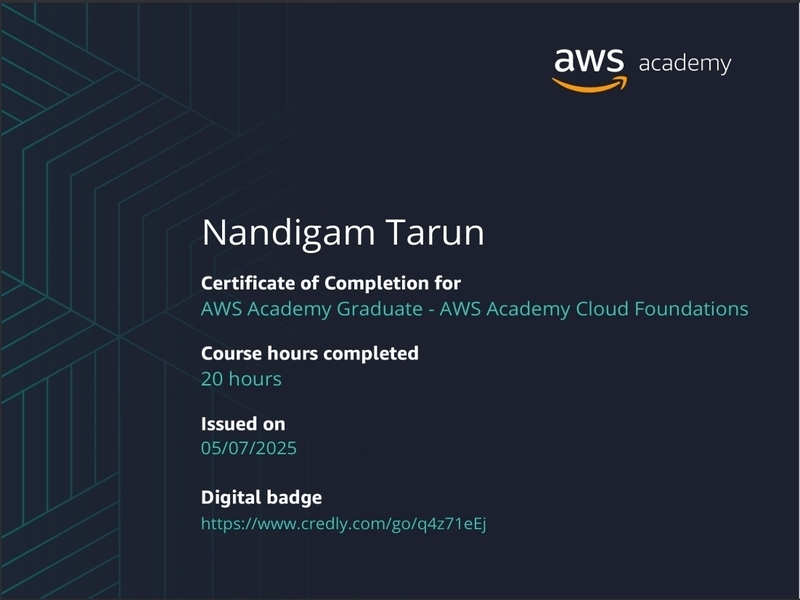 aws academy
Nandigam Tarun
Certificate of Completion for
AWS Academy Graduate - AWS Academy Cloud Foundations
Course hours completed
20 hours
Issued on
05/07/2025
Digital badge
https://www.credly.com/go/q4z71eEj